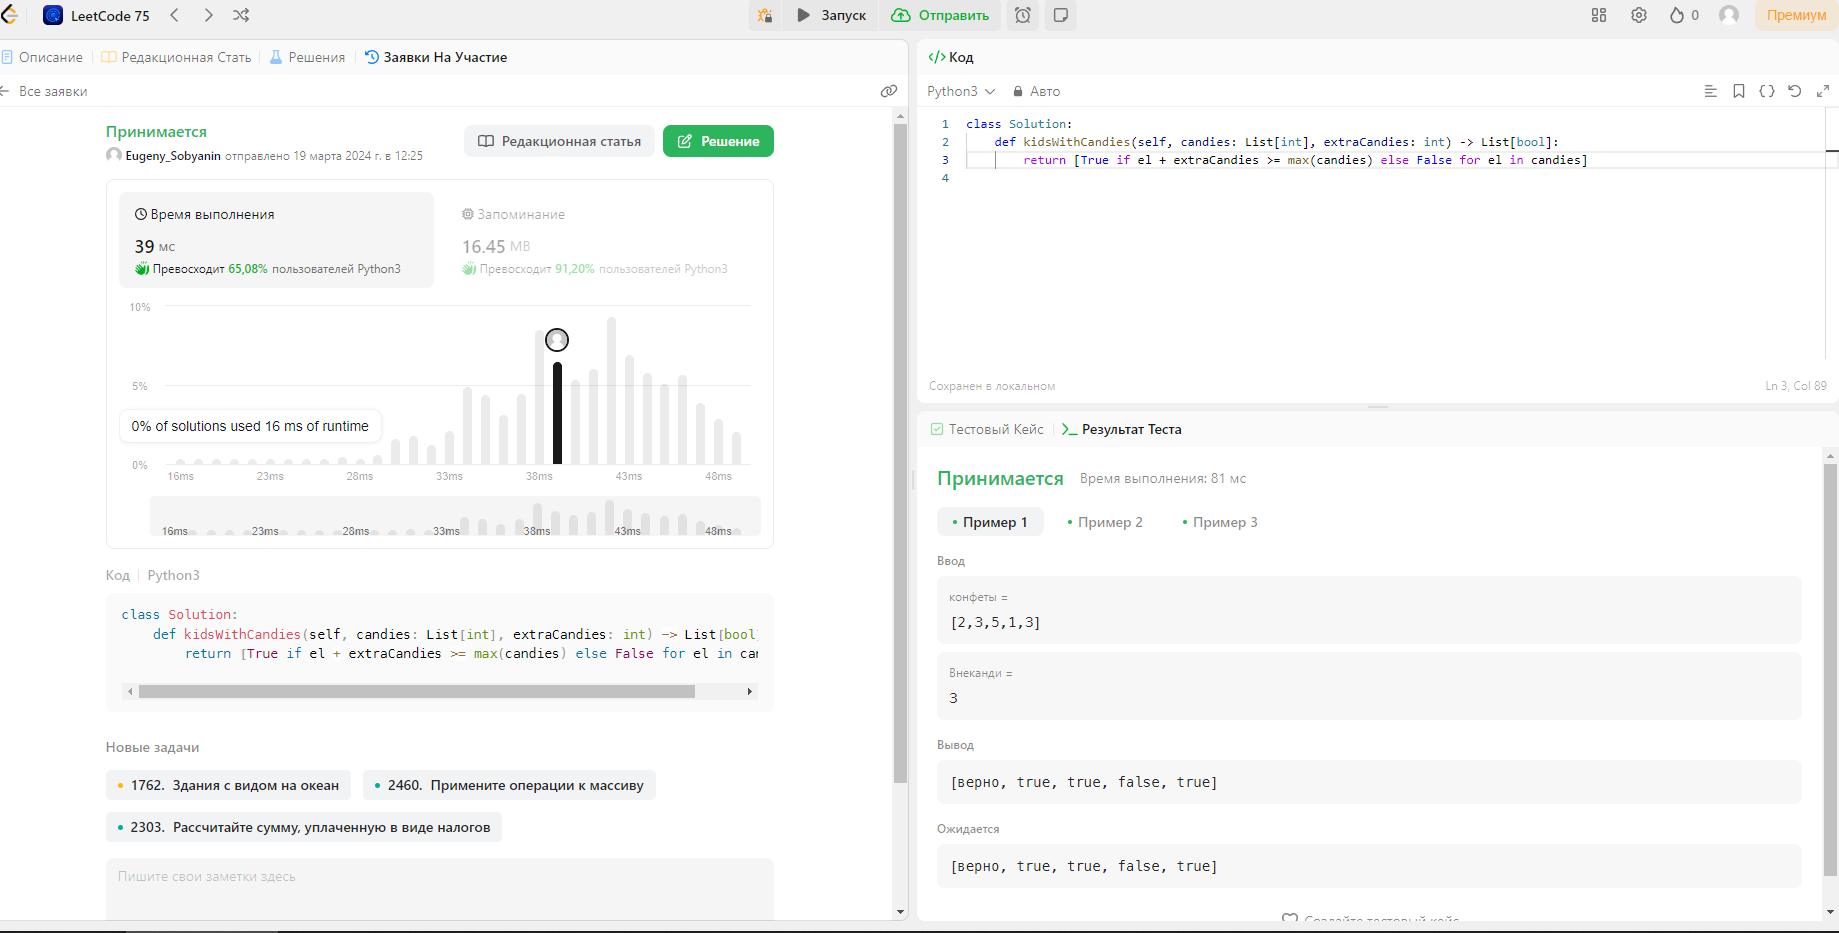 LeetCode 75
Запуск
Отправить
0
Премиум
Описание
Редакционная Стать
Решения
Заявки На Участие
Все заявки
Принимается
Eugeny_Sobyanin отправлено 19 марта 2024 г. в 12:25
Редакционная статья
Решение
Время выполнения
39 мс
Превосходит 65,08% пользователей Python3
Запоминание
16.45 MB
Превосходит 91,20% пользователей Python3
10%
5%
0%
0% of solutions used 16 ms of runtime
16ms 23ms 28ms 33ms 38ms 43ms 48ms
16ms 23ms 28ms 33ms 38ms 43ms 48ms
Код Python3
class Solution:
def kidsWithCandies(self, candies: List[int], extraCandies: int) -> List[bool]
return [True if el + extraCandies >= max(candies) else False for el in can
Новые задачи
1762. Здания с видом на океан
2460. Примените операции к массиву
2303. Рассчитайте сумму, уплаченную в виде налогов
Пишите свои заметки здесь
</> Код
Python3 Авто
1 class Solution:
2 def kidsWithCandies(self, candies: List[int], extraCandies: int) -> List[bool]:
3 return [True if el + extraCandies >= max(candies) else False for el in candies]
4
Сохранен в локальном
Ln 3, Col 89
Тестовый Кейс
>_ Результат Теста
Принимается Время выполнения: 81 мс
Пример 1
Пример 2
Пример 3
Ввод
конфеты =
[2,3,5,1,3]
Внеканди =
3
Вывод
[верно, true, true, false, true]
Ожидается
[верно, true, true, false, true]
Создайте тестовый кейс